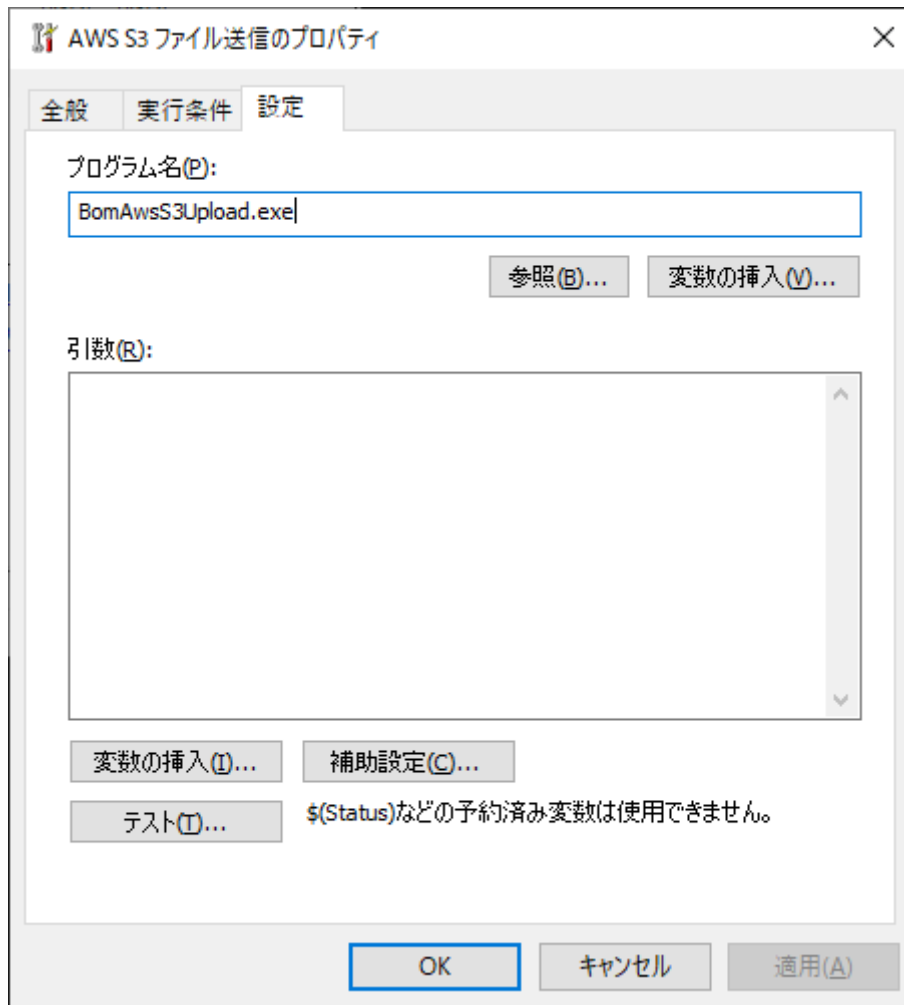 AWS S3 ファイル送信のプロパティ
全般 実行条件 設定
プログラム名(P):
BomAwsS3Upload.exe
参照(B)... 変数の挿入(V)...
引数(R):
変数の挿入(I)... 補助設定(C)...
テスト(T)... $(Status)などの予約済み変数は使用できません。
OK キャンセル 適用(A)